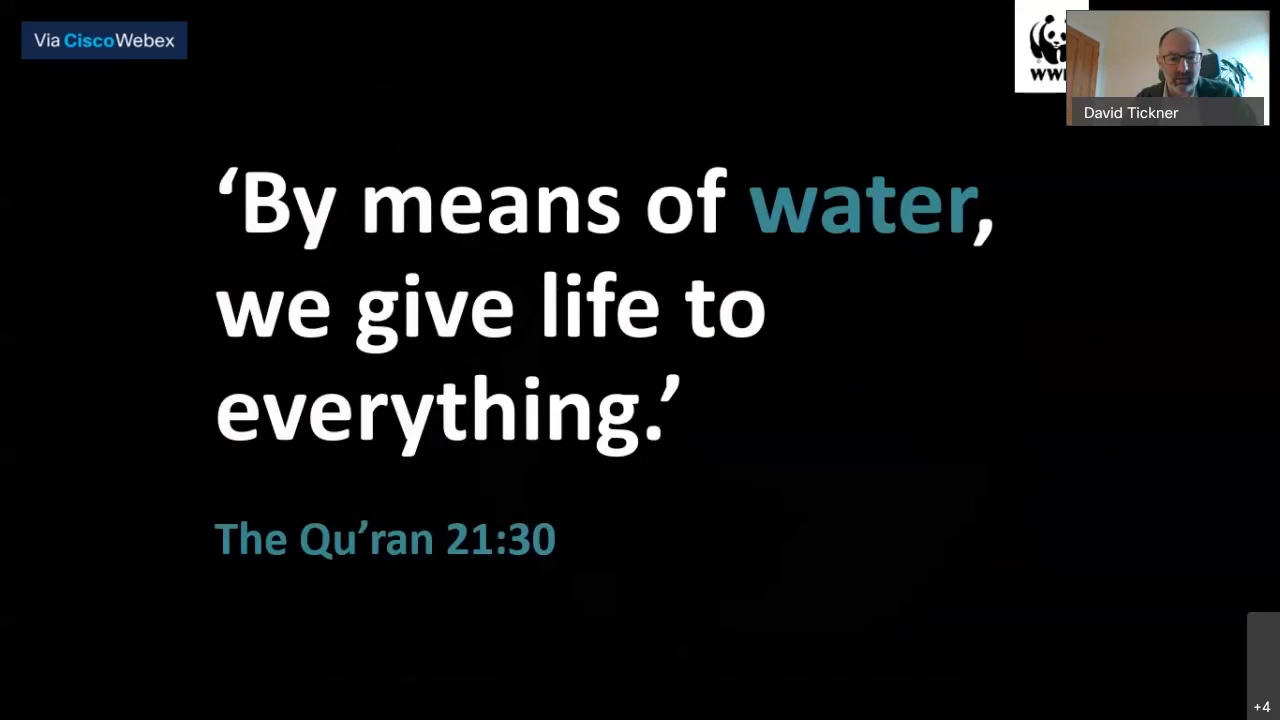 Via CiscoWebex
David Tickner
‘By means of water,
we give life to
everything.’
The Qu’ran 21:30
+4